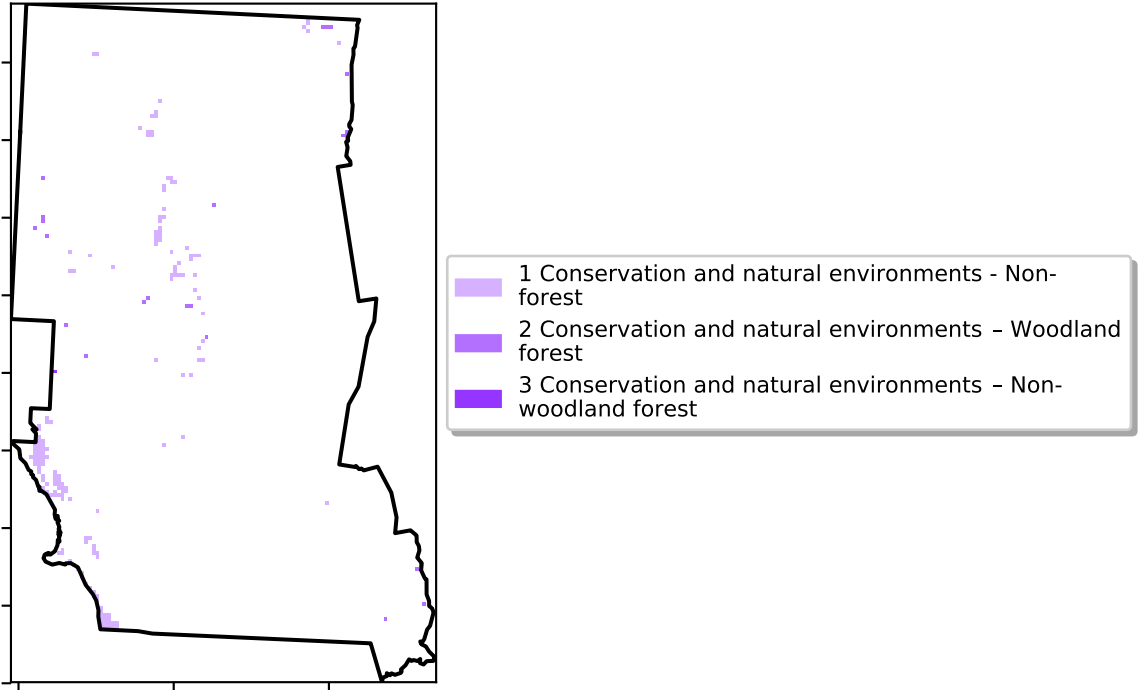 1 Conservation and natural environments - Non-
forest
2 Conservation and natural environments – Woodland
forest
3 Conservation and natural environments – Non-
woodland forest